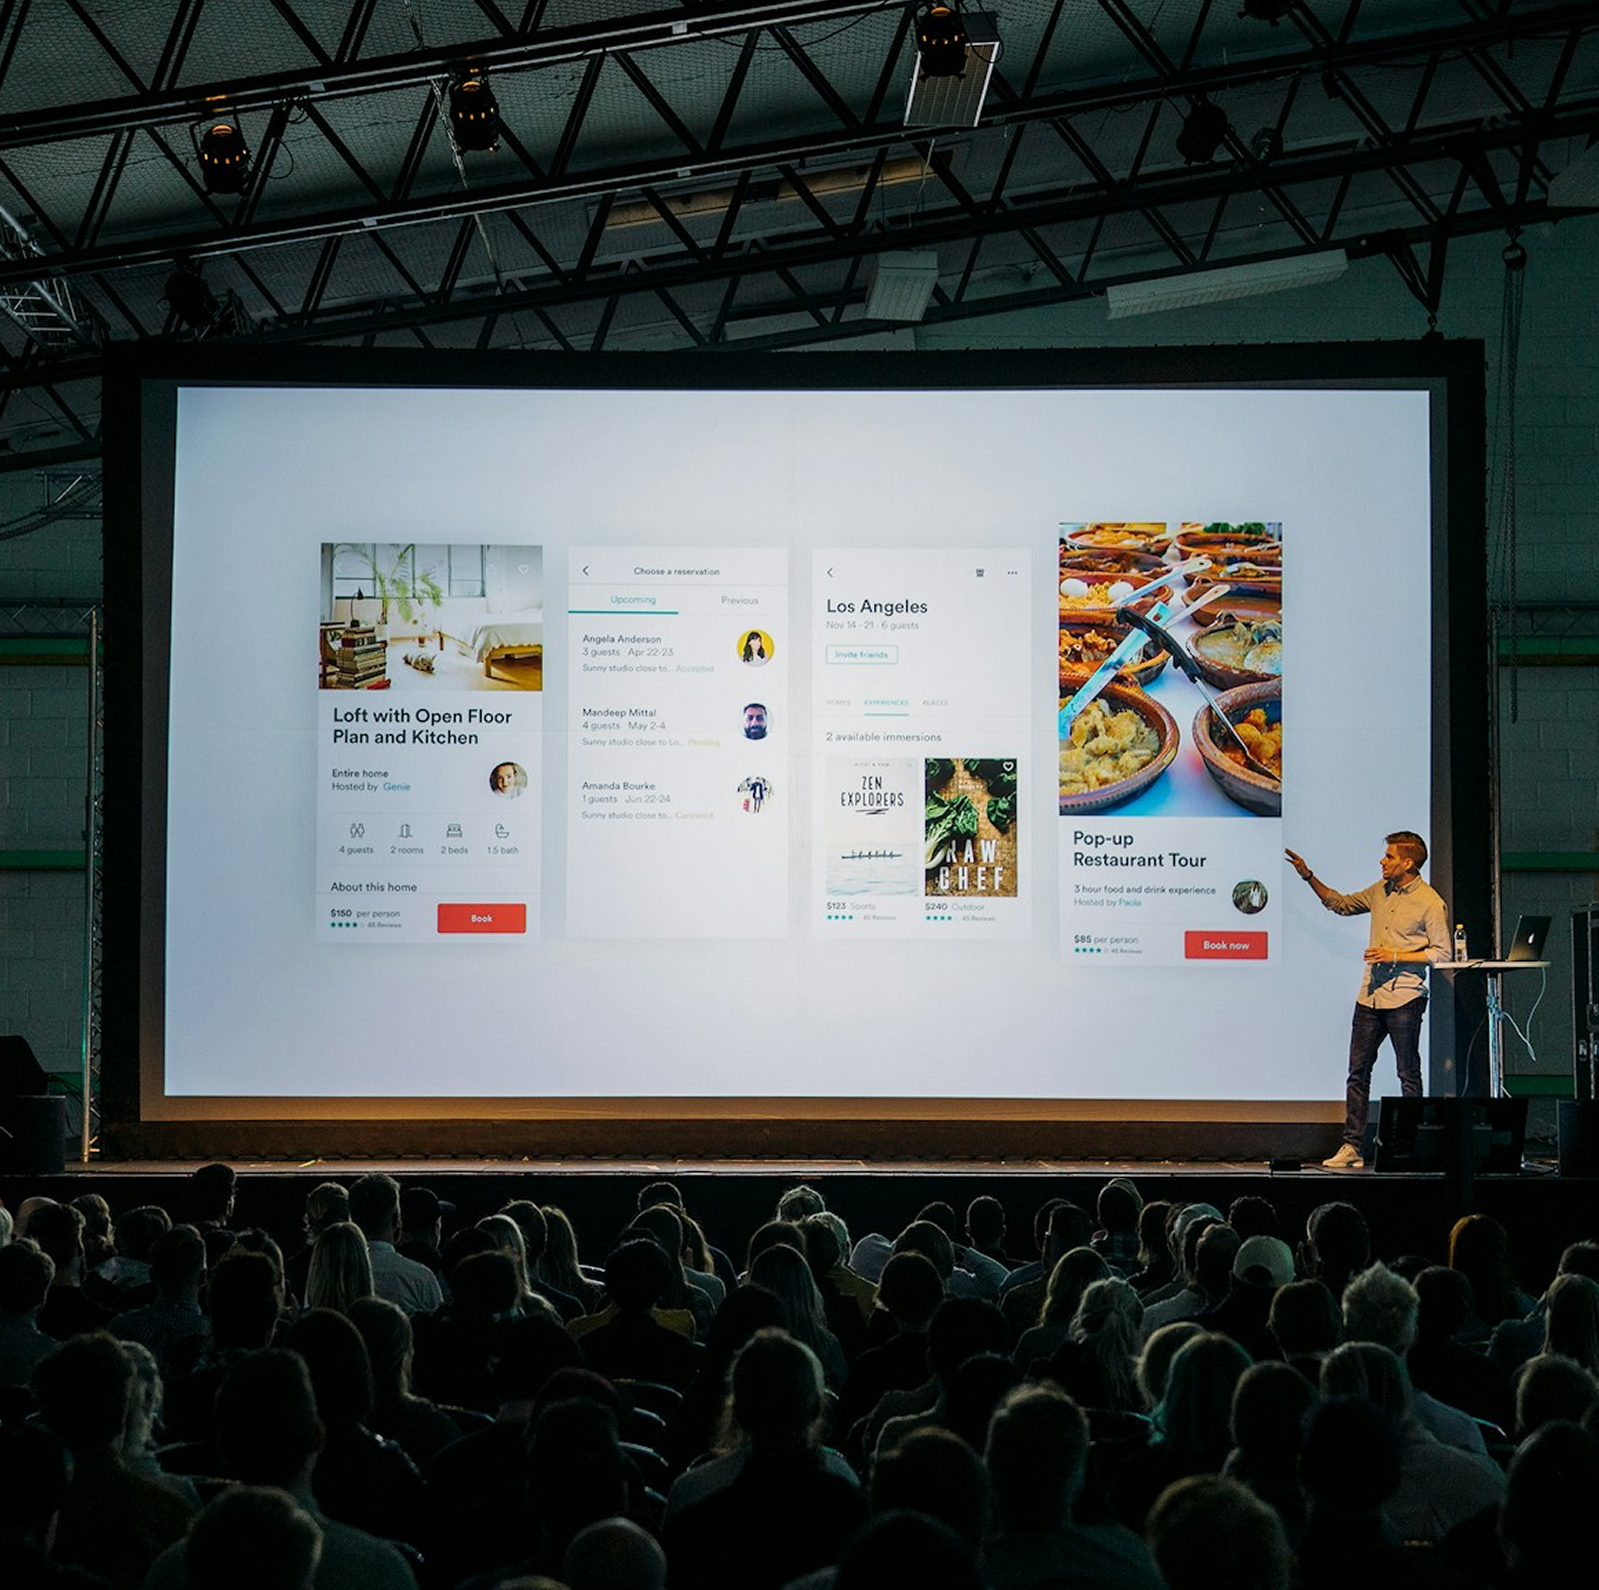 Loft with Open Floor
Plan and Kitchen
Entire home
Hosted by Genie
4 guests 2 rooms 2 beds 1.5 bath
About this home
$150 per person
45 Reviews
Book
Choose a reservation
Upcoming Previous
Angela Anderson
3 guests Apr 22-23
Sunny studio close to... Accepted
Mandeep Mittal
4 guests May 2-4
Sunny studio close to Lo... Pending
Amanda Bourke
1 guests Jun 22-24
Sunny studio close to... Canceled
Los Angeles
Nov 14 - 21 · 6 guests
Invite friends
HOMES EXPERIENCES PLACES
2 available immersions
ZEN
EXPLORERS
RAW
CHEF
$123 Sports
45 Reviews
$240 Outdoor
45 Reviews
Pop-up
Restaurant Tour
3 hour food and drink experience
Hosted by Paola
$85 per person
45 Reviews
Book now